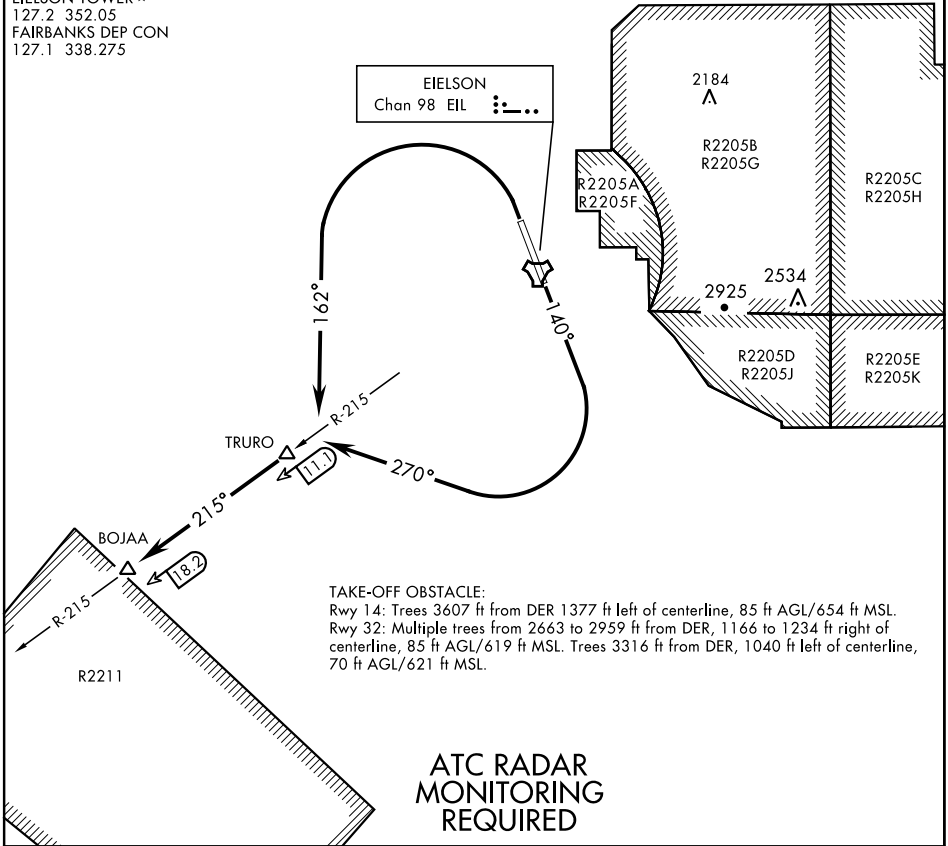 EIELSON TOWER *
127.2 352.05
FAIRBANKS DEP CON
127.1 338.275
EIELSON
Chan 98 EIL
2184
R2205B
R2205G
R2205A
R2205F
R2205C
R2205H
2925
2534
R2205D
R2205J
R2205E
R2205K
162°
140°
R-215
TRURO
11.1
270°
215°
BOJAA
18.2
R-215
R2211
TAKE-OFF OBSTACLE:
Rwy 14: Trees 3607 ft from DER 1377 ft left of centerline, 85 ft AGL/654 ft MSL.
Rwy 32: Multiple trees from 2663 to 2959 ft from DER, 1166 to 1234 ft right of
centerline, 85 ft AGL/619 ft MSL. Trees 3316 ft from DER, 1040 ft left of centerline,
70 ft AGL/621 ft MSL.
ATC RADAR
MONITORING
REQUIRED